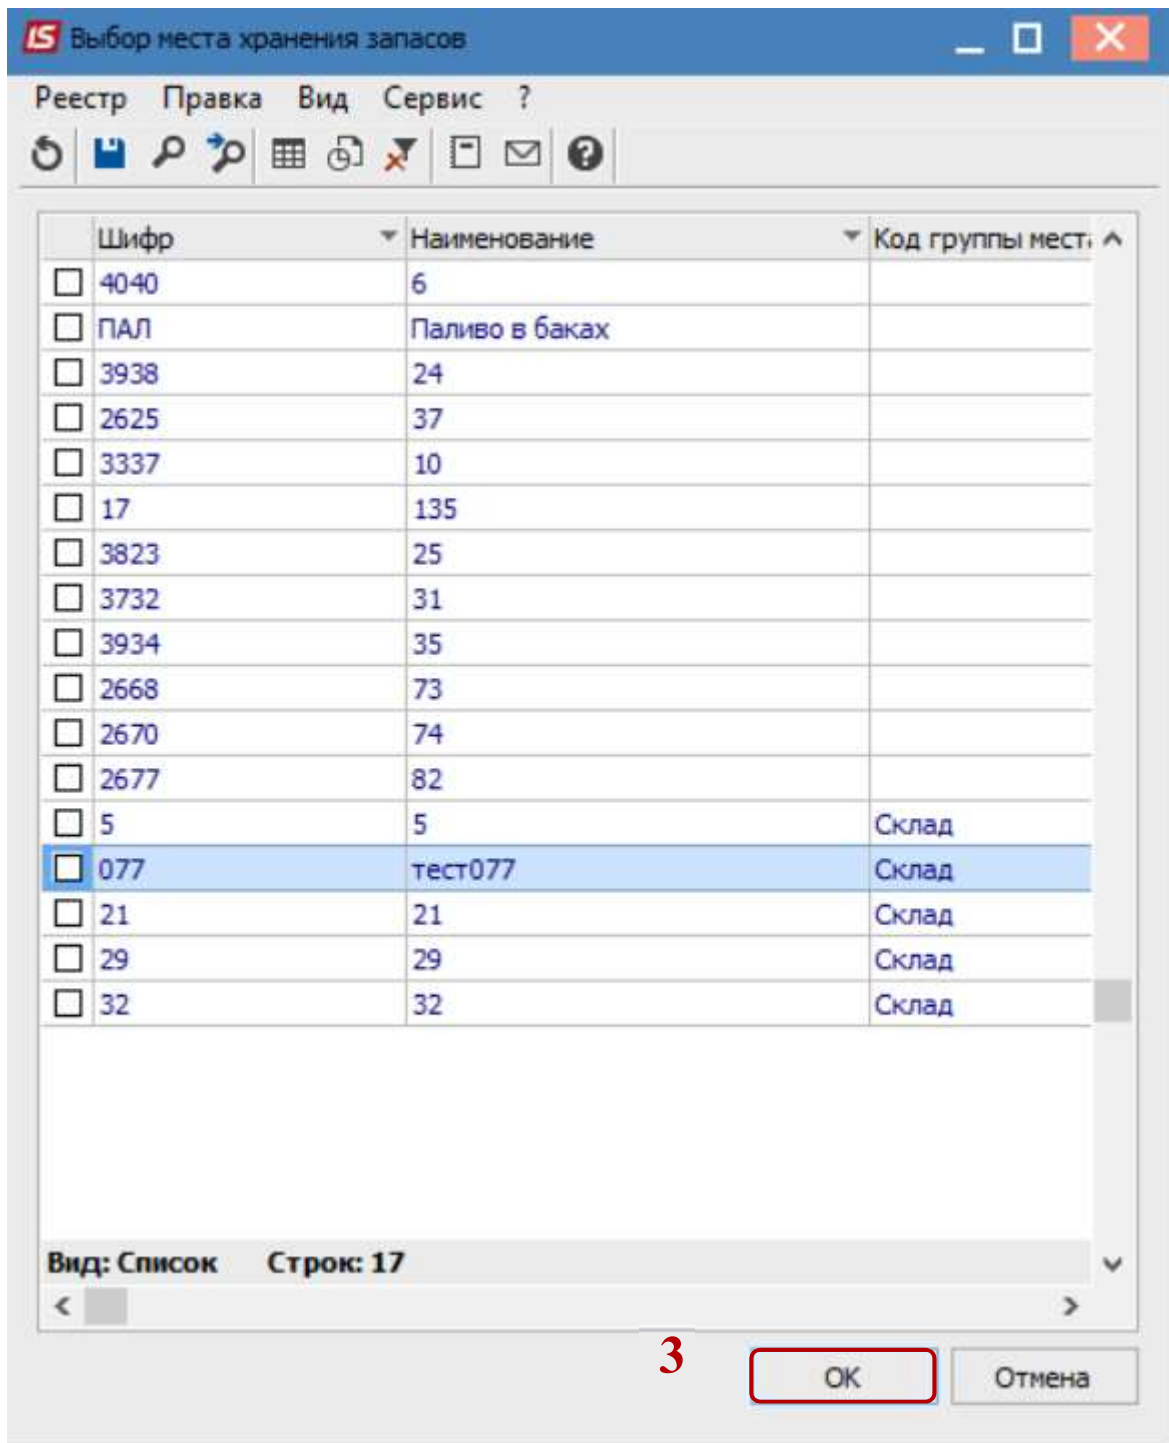 IS Выбор места хранения запасов
Реестр Правка Вид Сервис ?
Шифр Наименование Код группы мест
4040 6
ПАЛ Паливо в баках
3938 24
2625 37
3337 10
17 135
3823 25
3732 31
3934 35
2668 73
2670 74
2677 82
5 5 Склад
077 тест077 Склад
21 21 Склад
29 29 Склад
32 32 Склад
Вид: Список Строк: 17
3
ОК Отмена